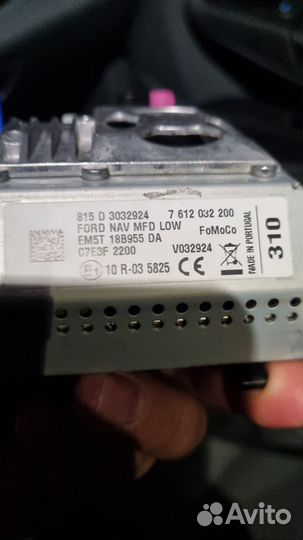 815 D 3032924 7 612 032 200
FORD NAV MFD LOW FoMoCo
EM5T 18B955 DA
C7E3F 2200 V032924
E1 10 R-03 5825 CE
310
MADE IN PORTUGAL
Avito